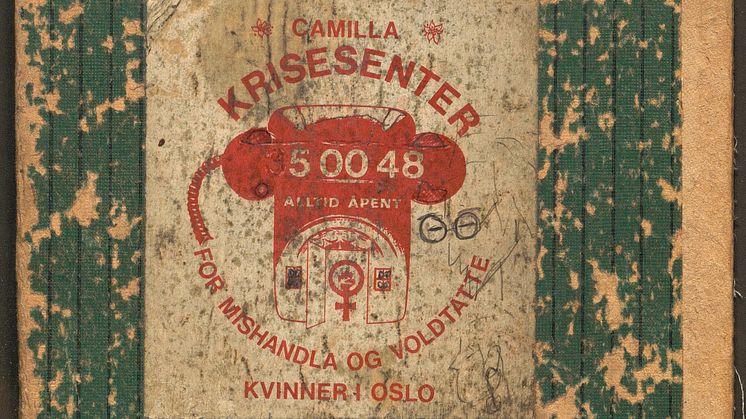 CAMILLA
KRISESENTER
35 00 48
ALLTID ÅPENT
FOR MISHANDLA OG VOLDTATTE
KVINNER I OSLO